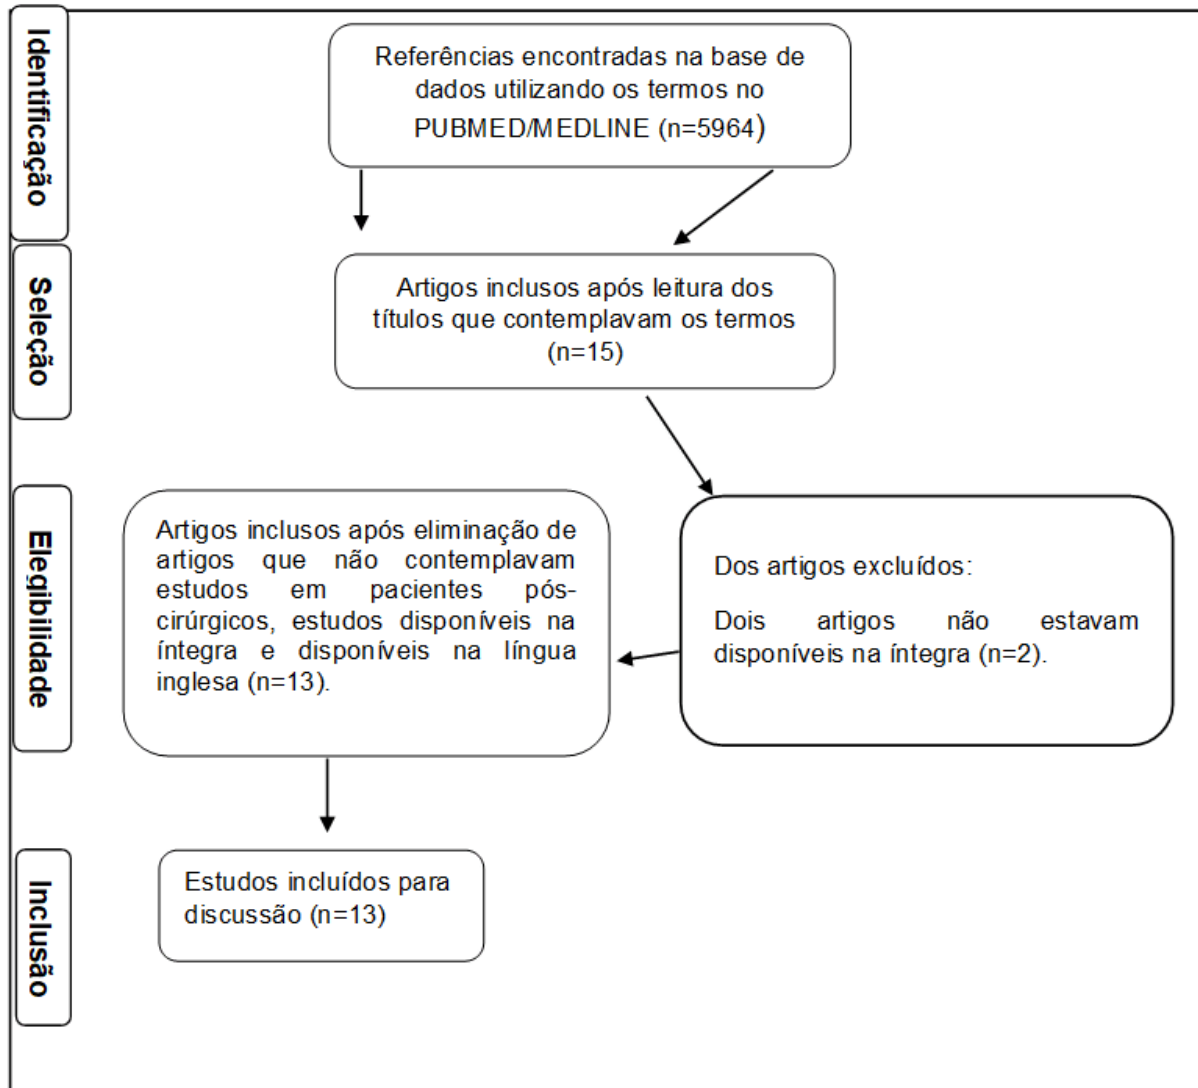 Identificação
Referências encontradas na base de
dados utilizando os termos no
PUBMED/MEDLINE (n=5964)
Seleção
Artigos inclusos após leitura dos
títulos que contemplavam os termos
(n=15)
Elegibilidade
Artigos inclusos após eliminação de
artigos que não contemplavam
estudos em pacientes pós-
cirúrgicos, estudos disponíveis na
íntegra e disponíveis na língua
inglesa (n=13).
Dos artigos excluídos:
Dois artigos não estavam
disponíveis na íntegra (n=2).
Inclusão
Estudos incluídos para
discussão (n=13)